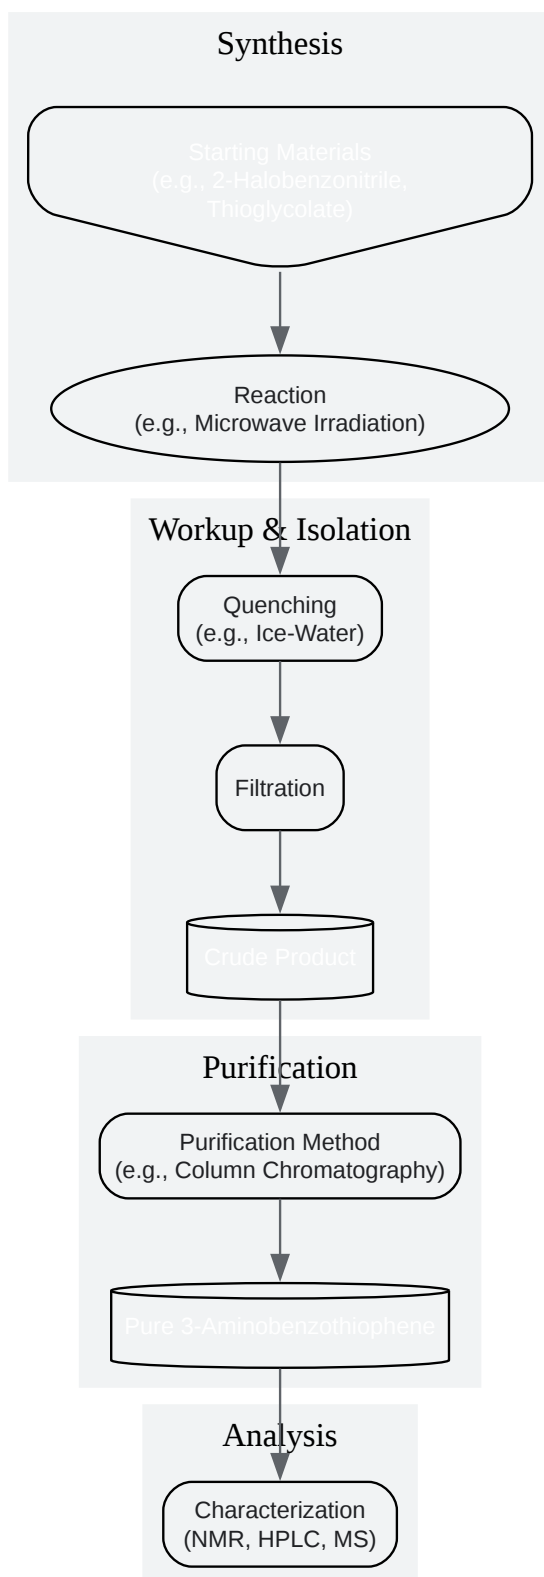 Synthesis
Starting Materials
(e.g., 2-Halobenzonitrile,
Thioglycolate)
Reaction
(e.g., Microwave Irradiation)
Workup & Isolation
Quenching
(e.g., Ice-Water)
Filtration
Crude Product
Purification
Purification Method
(e.g., Column Chromatography)
Pure 3-Aminobenzothiophene
Analysis
Characterization
(NMR, HPLC, MS)